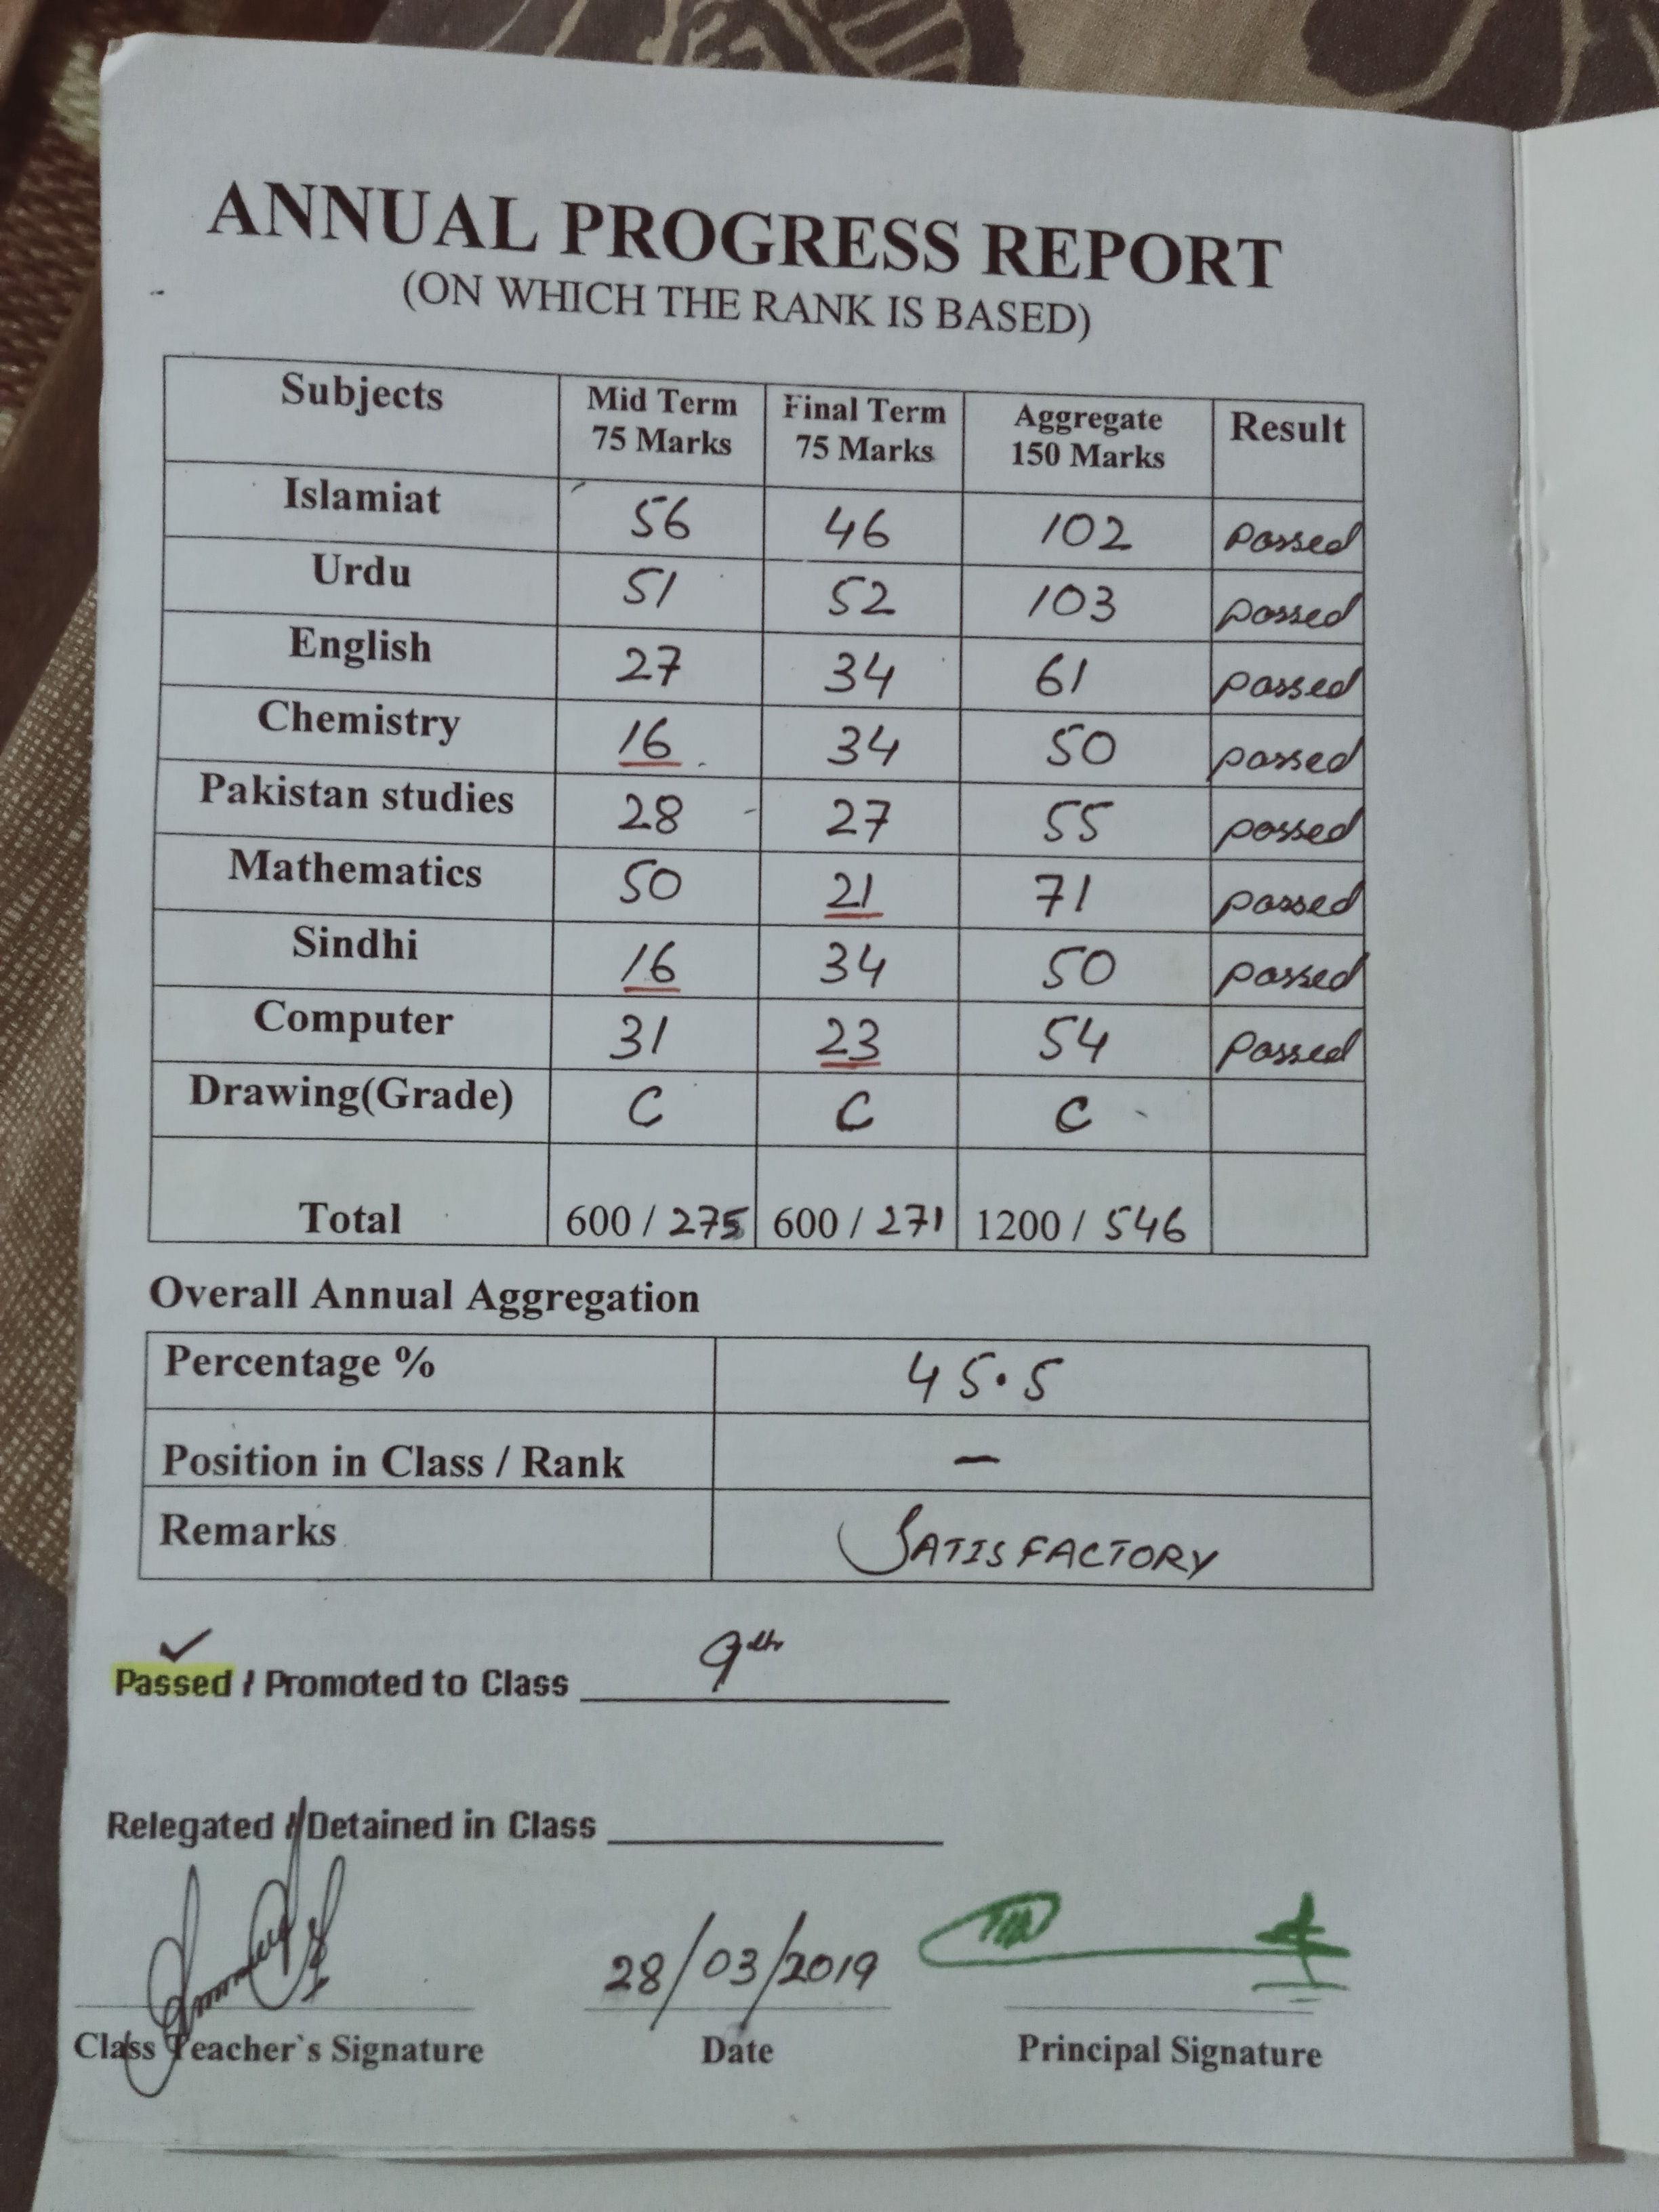 ANNUAL PROGRESS REPORT
(ON WHICH THE RANK IS BASED)
Subjects Mid Term 75 Marks Final Term 75 Marks Aggregate 150 Marks Result
Islamiat 56 46 102 Passed
Urdu 51 52 103 passed
English 27 34 61 passed
Chemistry 16 34 50 passed
Pakistan studies 28 27 55 passed
Mathematics 50 21 71 passed
Sindhi 16 34 50 passed
Computer 31 23 54 Passed
Drawing(Grade) C C C
Total 600 / 275 600 / 271 1200 / 546
Overall Annual Aggregation
Percentage % 45.5
Position in Class / Rank –
Remarks SATISFACTORY
Passed / Promoted to Class 9th
Relegated / Detained in Class
28/03/2019
Class Teacher`s Signature Date Principal Signature